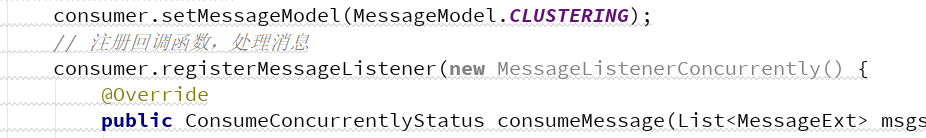 consumer.setMessageModel(MessageModel.CLUSTERING);
// 注册回调函数，处理消息
consumer.registerMessageListener(new MessageListenerConcurrently() {
@Override
public ConsumeConcurrentlyStatus consumeMessage(List<MessageExt> msgs